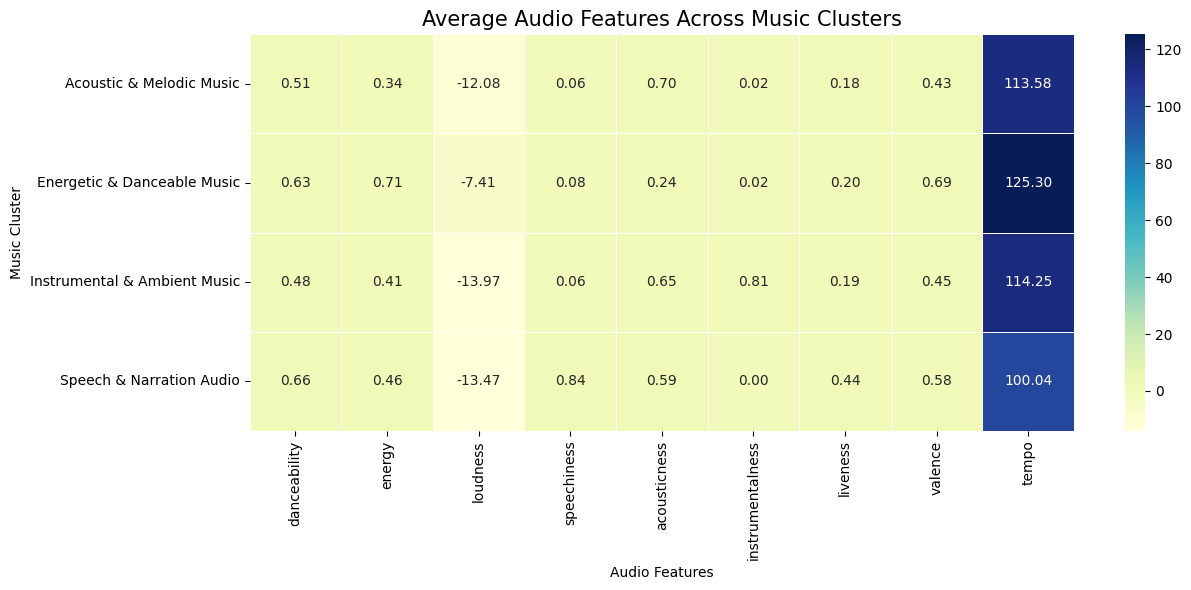 Average Audio Features Across Music Clusters
Music Cluster
Acoustic & Melodic Music 0.51 0.34 -12.08 0.06 0.70 0.02 0.18 0.43 113.58
Energetic & Danceable Music 0.63 0.71 -7.41 0.08 0.24 0.02 0.20 0.69 125.30
Instrumental & Ambient Music 0.48 0.41 -13.97 0.06 0.65 0.81 0.19 0.45 114.25
Speech & Narration Audio 0.66 0.46 -13.47 0.84 0.59 0.00 0.44 0.58 100.04
danceability energy loudness speechiness acousticness instrumentalness liveness valence tempo
Audio Features
120
100
80
60
40
20
0